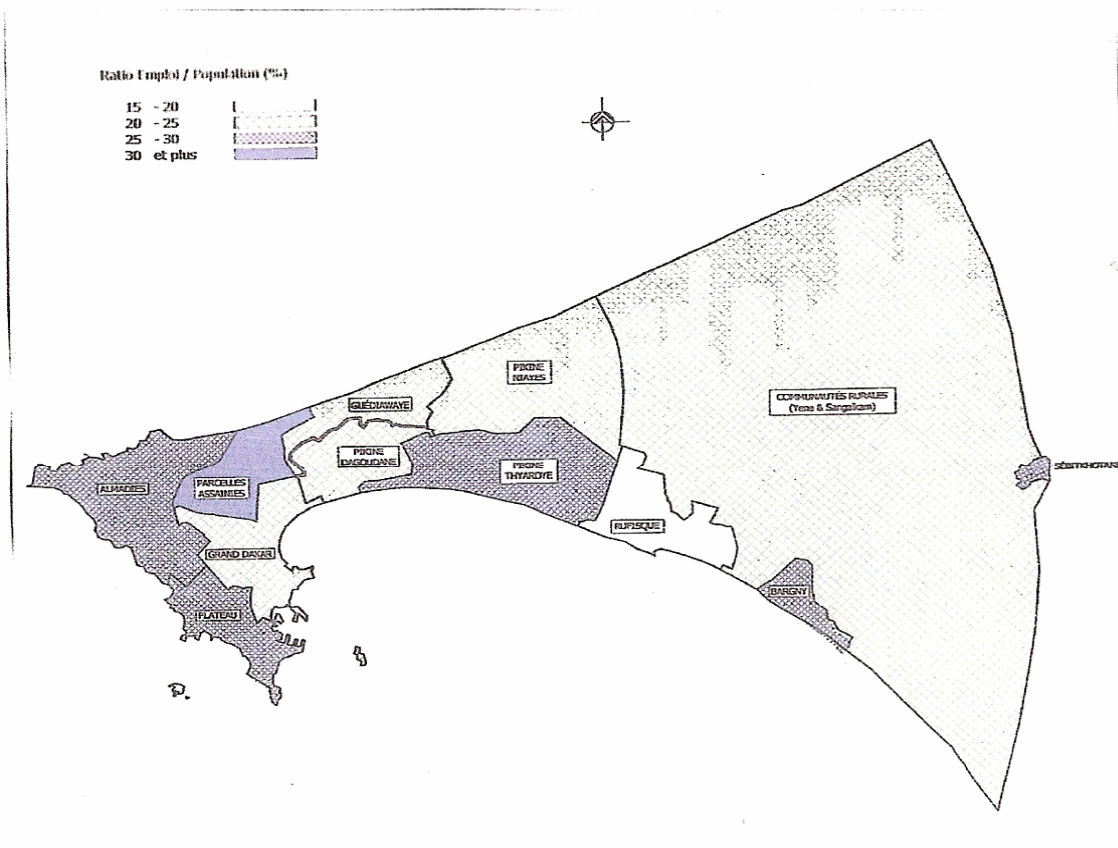 Ratio Emploi / Population (%)
15 - 20
20 - 25
25 - 30
30 et plus
PIKINE
NIAYES
GUÉDIAWAYE
COMMUNAUTÉS RURALES
(Yene & Sangalkam)
PIKINE
DAGOUDANE
PIKINE
THYAROYE
SÉBIKHOTANE
ALMADIES
PARCELLES
ASSAINIES
RUFISQUE
GRAND DAKAR
BARGNY
PLATEAU